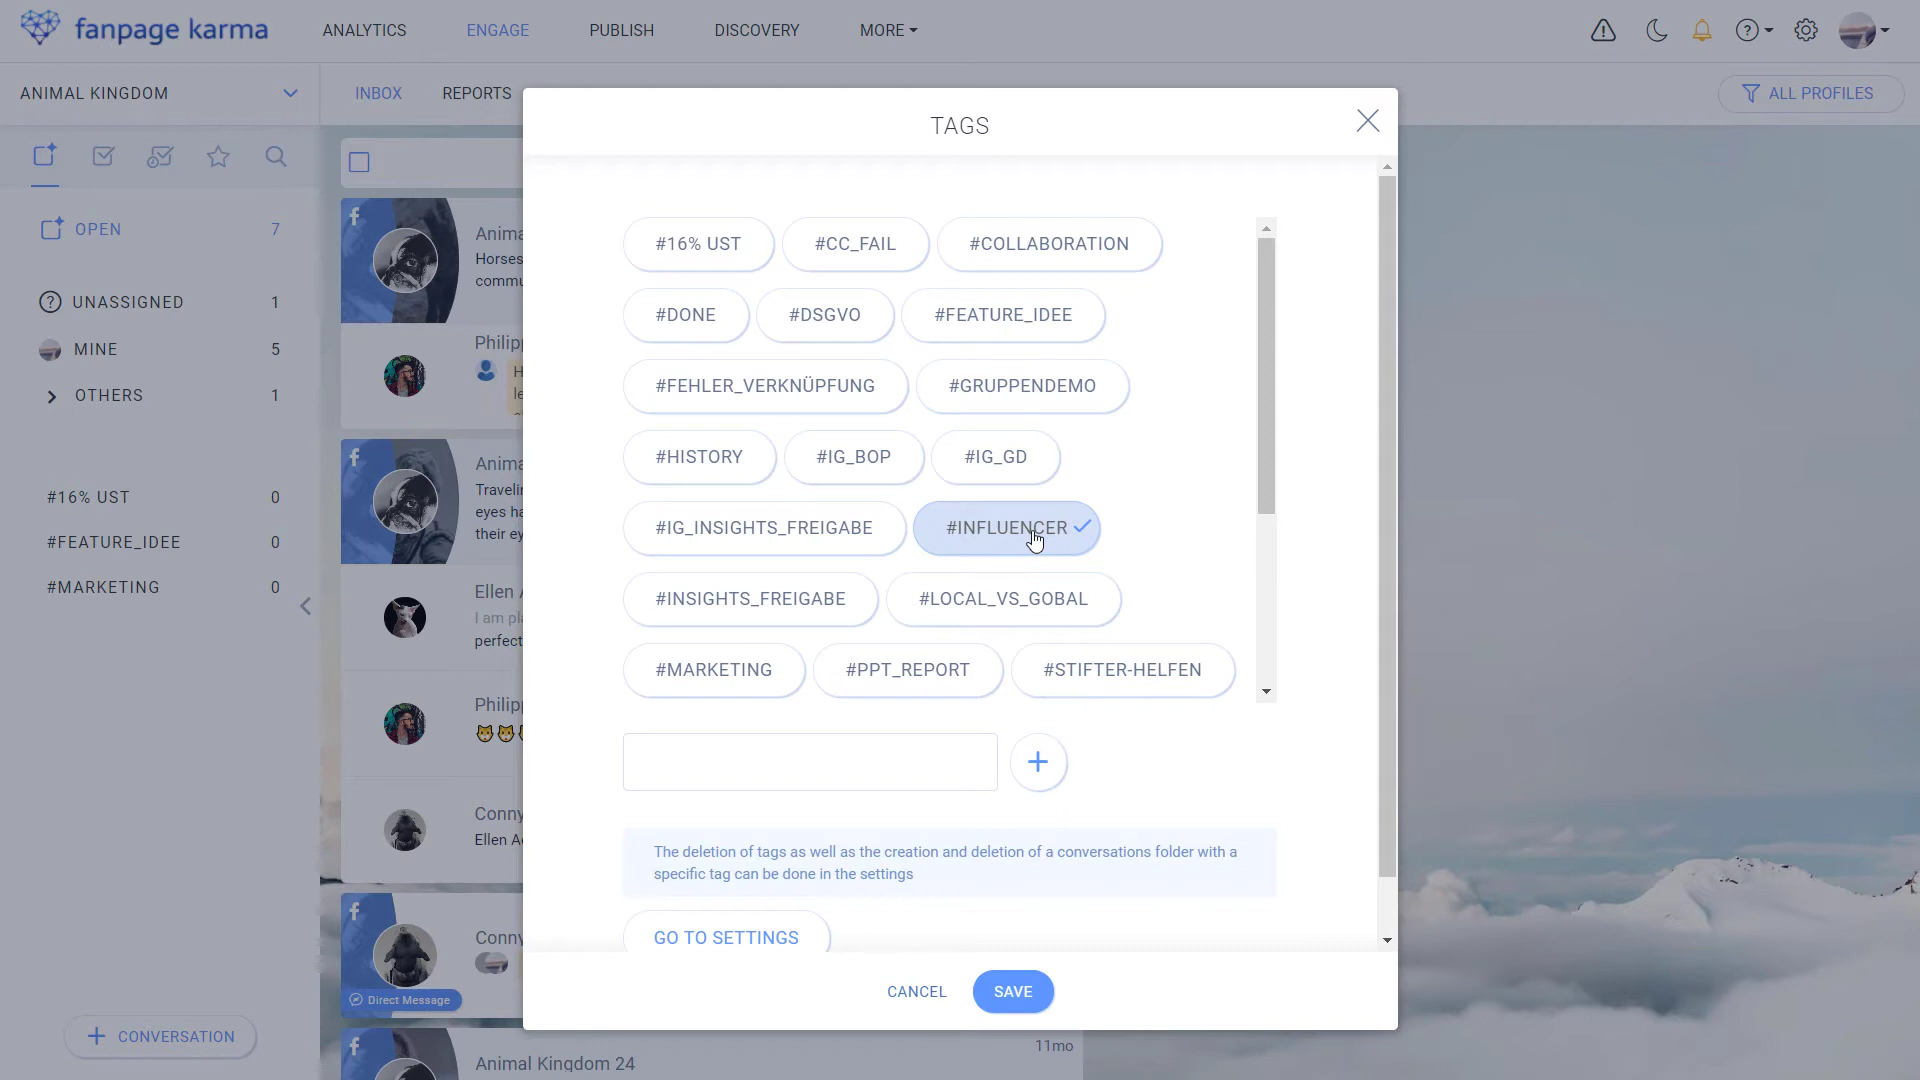 fanpage karma
ANALYTICS
ENGAGE
PUBLISH
DISCOVERY
MORE
ANIMAL KINGDOM
INBOX
REPORTS
ALL PROFILES
OPEN 7
UNASSIGNED 1
MINE 5
OTHERS 1
#16% UST 0
#FEATURE_IDEE 0
#MARKETING 0
CONVERSATION
Anima
Horses
commu
Philipp
H
le
Anima
Travelin
eyes ha
their ey
Ellen A
I am pla
perfect
Philipp
Conny
Ellen Ac
Conny
Direct Message
Animal Kingdom 24
11mo
TAGS
#16% UST #CC_FAIL #COLLABORATION
#DONE #DSGVO #FEATURE_IDEE
#FEHLER_VERKNÜPFUNG #GRUPPENDEMO
#HISTORY #IG_BOP #IG_GD
#IG_INSIGHTS_FREIGABE #INFLUENCER
#INSIGHTS_FREIGABE #LOCAL_VS_GOBAL
#MARKETING #PPT_REPORT #STIFTER-HELFEN
The deletion of tags as well as the creation and deletion of a conversations folder with a
specific tag can be done in the settings
GO TO SETTINGS
CANCEL
SAVE